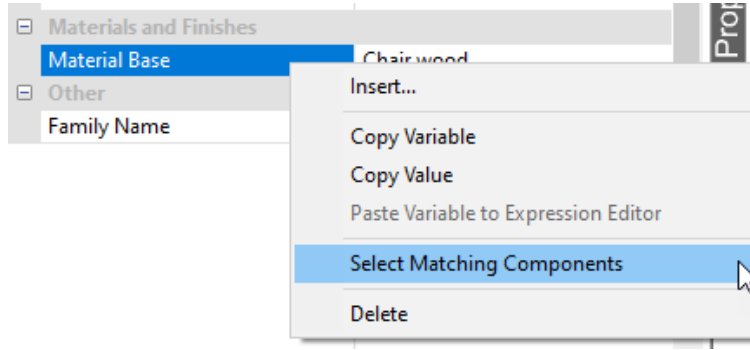 Materials and Finishes
Material Base
Chair wood
Other
Family Name
Insert...
Copy Variable
Copy Value
Paste Variable to Expression Editor
Select Matching Components
Delete
Prop